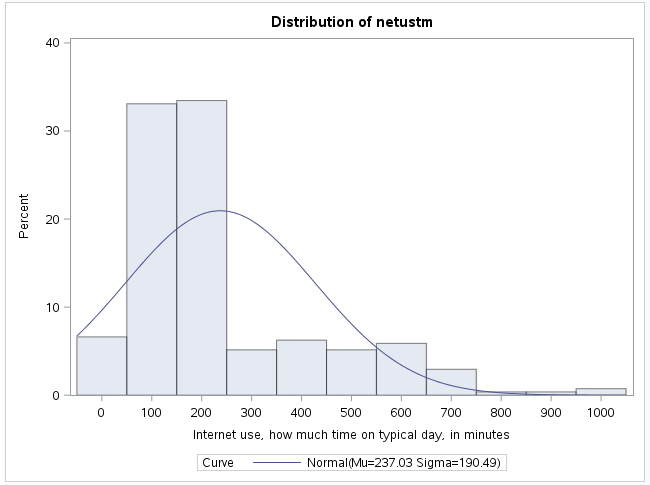 Distribution of netustm
40
30
20
10
0
Percent
0 100 200 300 400 500 600 700 800 900 1000
Internet use, how much time on typical day, in minutes
Curve Normal(Mu=237.03 Sigma=190.49)